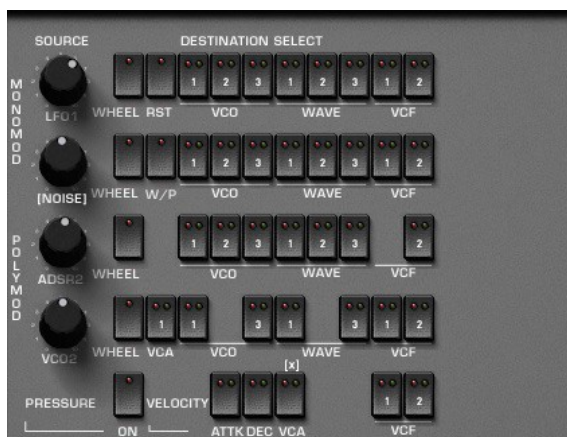 SOURCE DESTINATION SELECT
MONOMOD
1 2 3 1 2 3 1 2
LFO1 WHEEL RST VCO WAVE VCF
1 2 3 1 2 3 1 2
[NOISE] WHEEL W/P VCO WAVE VCF
POLYMOD
1 2 3 1 2 3 2
ADSR2 WHEEL VCO WAVE VCF
1 1 3 1 3 1 2
VCO2 WHEEL VCA VCO WAVE VCF
[x]
1 2
PRESSURE ON VELOCITY ATTK DEC VCA VCF